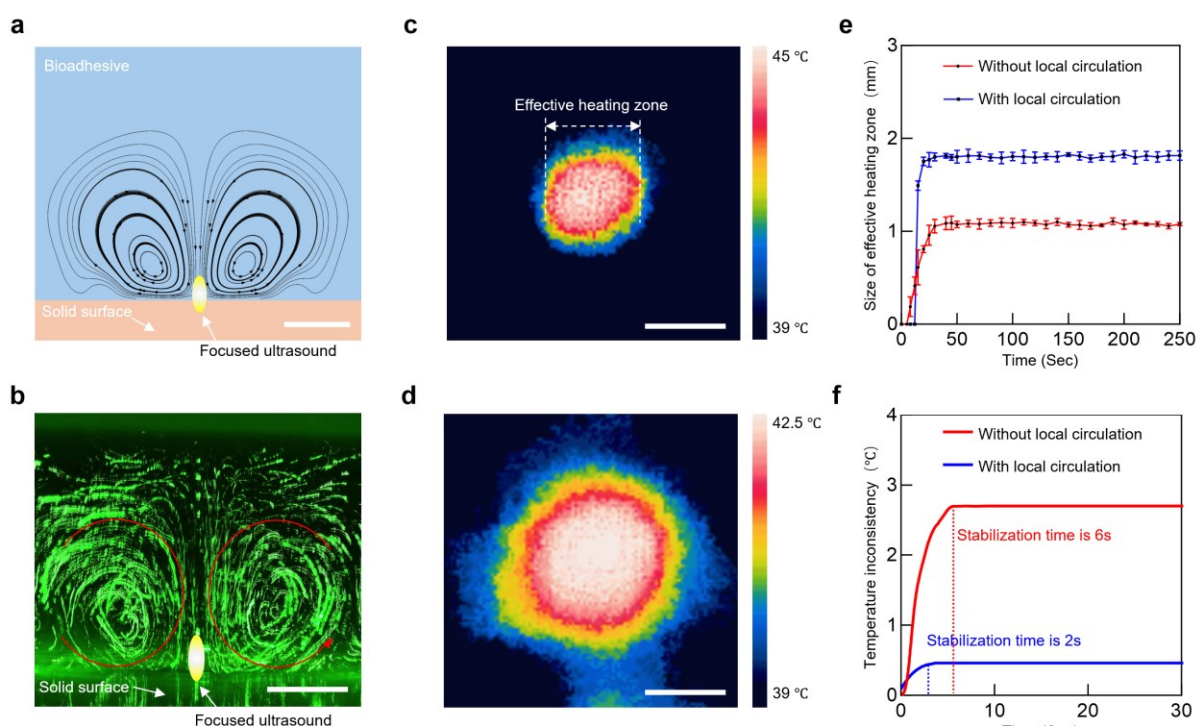 a
Bioadhesive
Solid surface
Focused ultrasound
b
Solid surface
Focused ultrasound
c
45 ℃
Effective heating zone
39 ℃
d
42.5 ℃
39 ℃
e
Size of effective heating zone (mm)
3
2
1
0
Without local circulation
With local circulation
0 50 100 150 200 250
Time (Sec)
f
Temperature inconsistency (℃)
4
3
2
1
0
Without local circulation
With local circulation
Stabilization time is 6s
Stabilization time is 2s
10 20 30